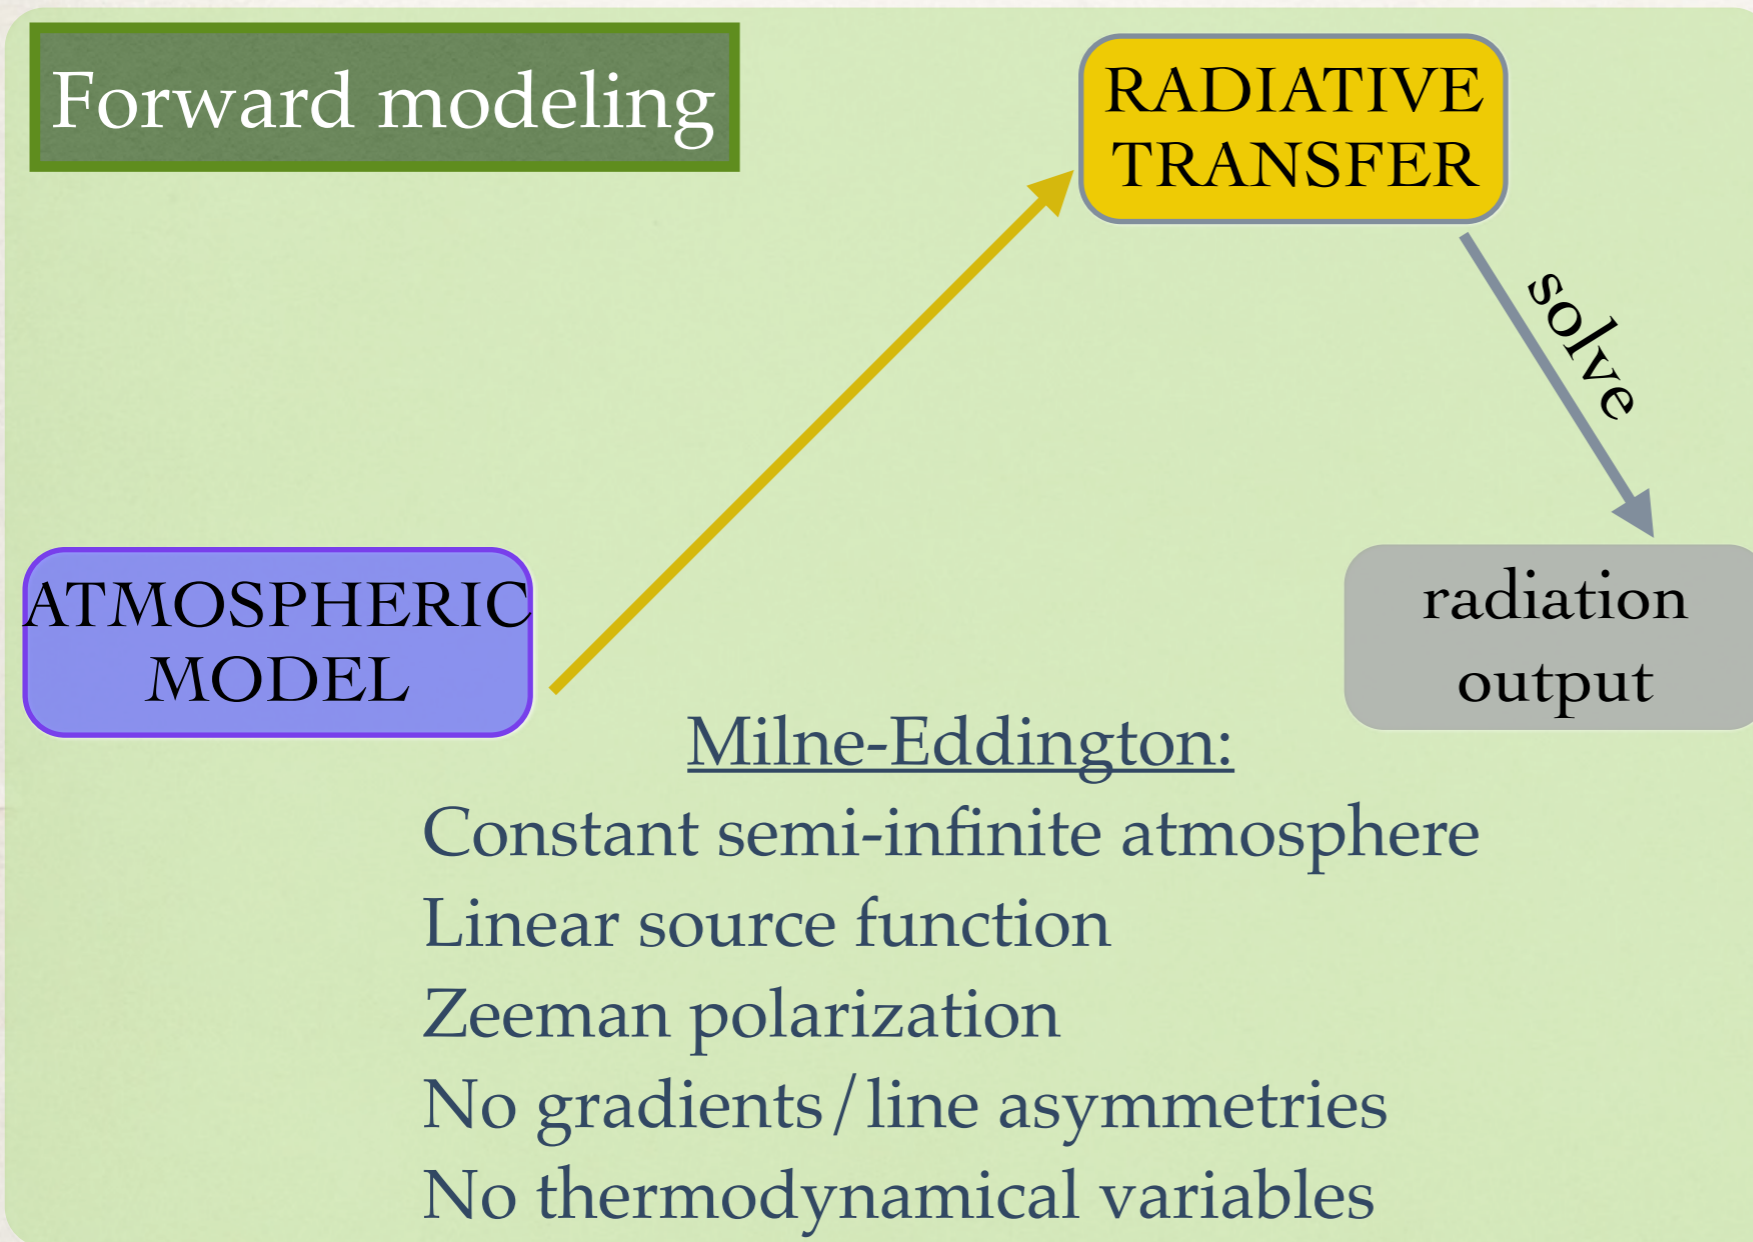 Forward modeling
RADIATIVE
TRANSFER
solve
ATMOSPHERIC
MODEL
radiation
output
Milne-Eddington:
Constant semi-infinite atmosphere
Linear source function
Zeeman polarization
No gradients/line asymmetries
No thermodynamical variables